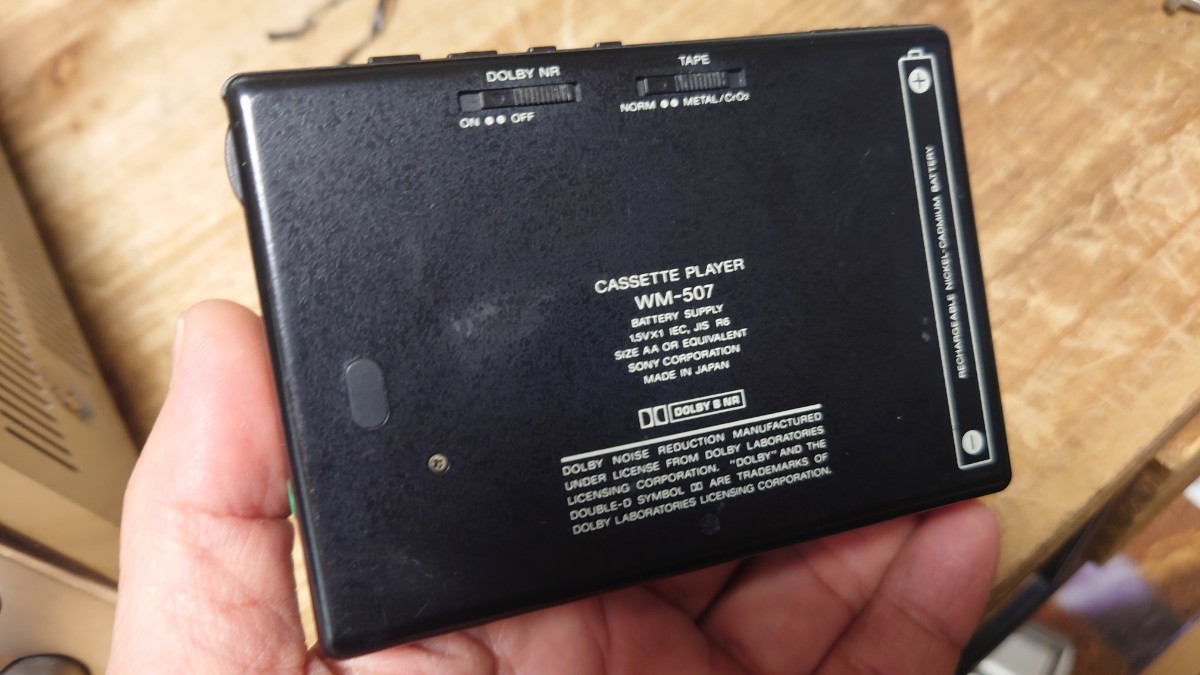 DOLBY NR
ON ●● OFF
TAPE
NORM ●● METAL/CrO₂
+
RECHARGEABLE NICKEL-CADMIUM BATTERY
−
CASSETTE PLAYER
WM-507
BATTERY SUPPLY
1.5V×1 IEC, JIS R6
SIZE AA OR EQUIVALENT
SONY CORPORATION
MADE IN JAPAN
DOLBY B NR
DOLBY NOISE REDUCTION MANUFACTURED
UNDER LICENSE FROM DOLBY LABORATORIES
LICENSING CORPORATION. "DOLBY" AND THE
DOUBLE-D SYMBOL ARE TRADEMARKS OF
DOLBY LABORATORIES LICENSING CORPORATION.